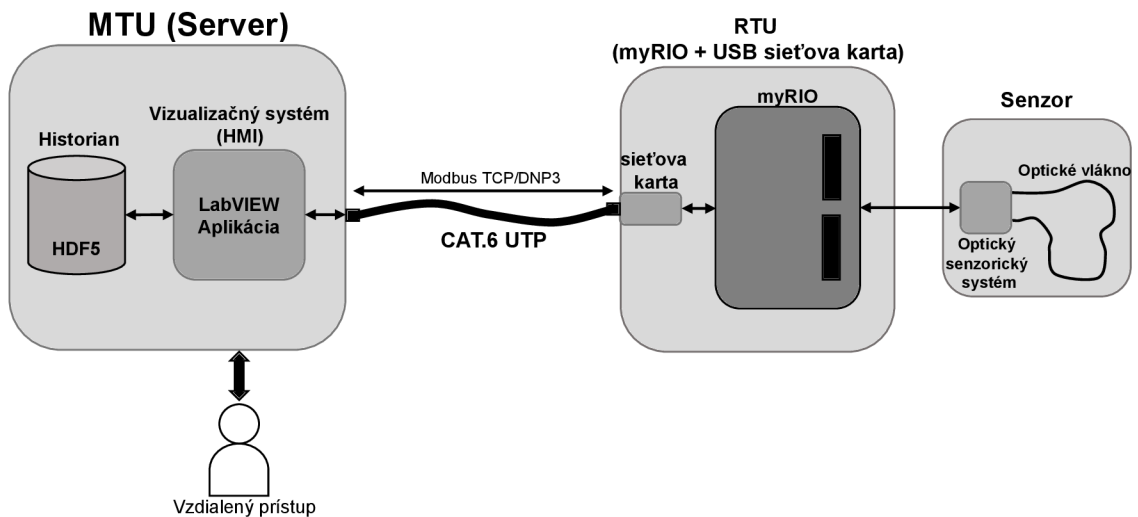 MTU (Server)
Historian
HDF5
Vizualizačný systém
(HMI)
LabVIEW
Aplikácia
Modbus TCP/DNP3
CAT.6 UTP
RTU
(myRIO + USB sieťova karta)
sieťova
karta
myRIO
Senzor
Optické vlákno
Optický
senzorický
systém
Vzdialený prístup